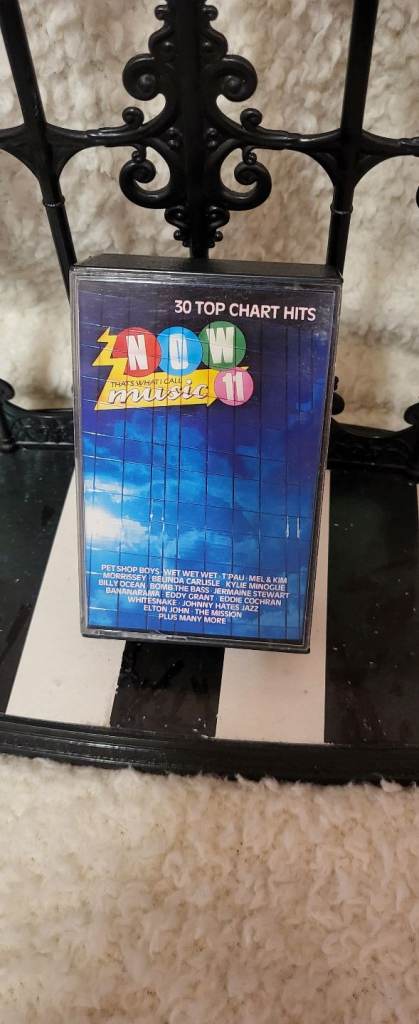 30 TOP CHART HITS
NOW
THAT'S WHAT I CALL
music 11
PET SHOP BOYS · WET WET WET · T'PAU · MEL & KIM
MORRISSEY · BELINDA CARLISLE · KYLIE MINOGUE
BILLY OCEAN · BOMB THE BASS · JERMAINE STEWART
BANANARAMA · EDDY GRANT · EDDIE COCHRAN
WHITESNAKE · JOHNNY HATES JAZZ
ELTON JOHN · THE MISSION
PLUS MANY MORE